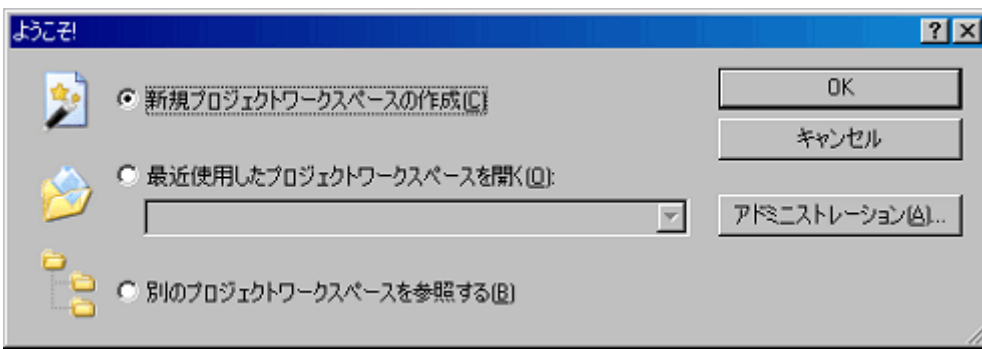 ようこそ!
新規プロジェクトワークスペースの作成(C)
OK
キャンセル
最近使用したプロジェクトワークスペースを開く(O):
アドミニストレーション(A)...
別のプロジェクトワークスペースを参照する(B)